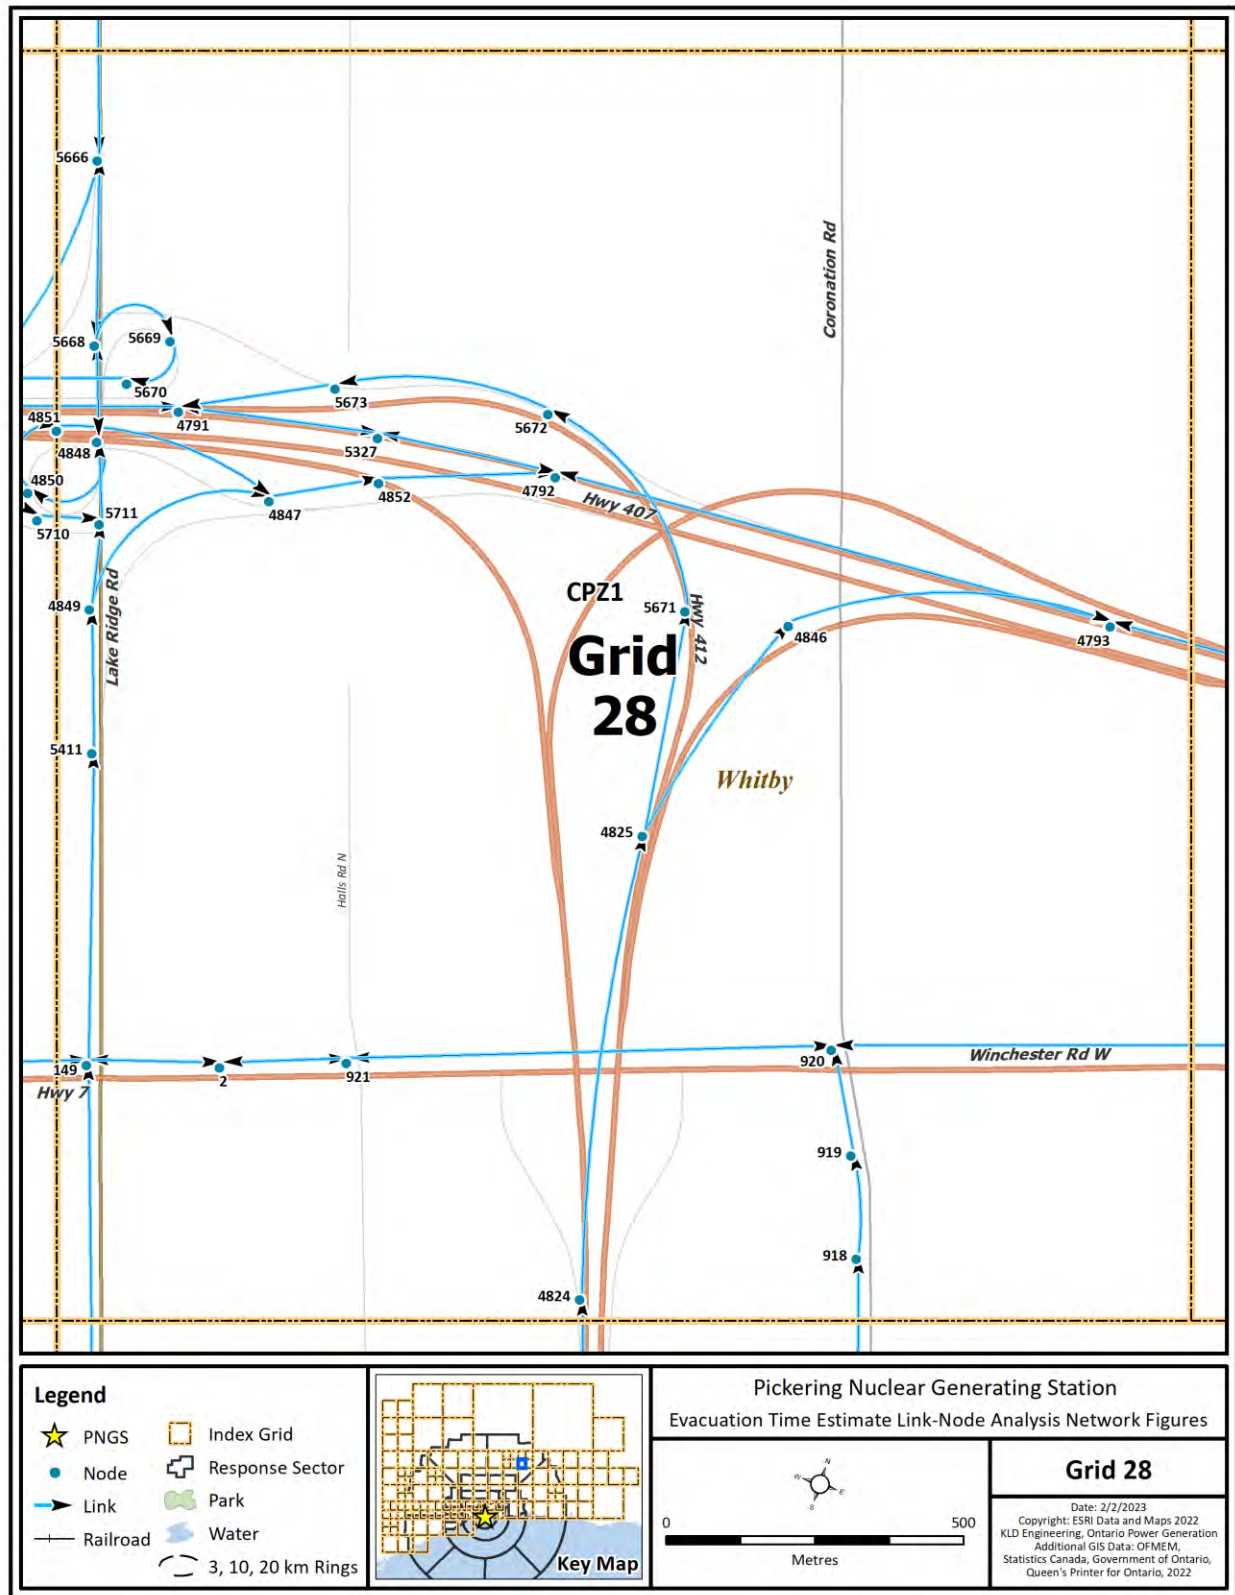 5666
Coronation Rd
5668
5669
5670
5673
4851
4791
5672
4848
5327
4850
4792
4852
Hwy 407
4847
5711
5710
Lake Ridge Rd
CPZ1
4849
5671
Hwy 412
4846
4793
Grid
28
5411
Whitby
4825
Halls Rd N
149
2
921
920
Winchester Rd W
Hwy 7
919
918
4824
Legend
PNGS
Node
Link
Railroad
Index Grid
Response Sector
Park
Water
3, 10, 20 km Rings
Key Map
Pickering Nuclear Generating Station
Evacuation Time Estimate Link-Node Analysis Network Figures
N
W
E
S
0
500
Metres
Grid 28
Date: 2/2/2023
Copyright: ESRI Data and Maps 2022
KLD Engineering, Ontario Power Generation
Additional GIS Data: OFMEM,
Statistics Canada, Government of Ontario,
Queen's Printer for Ontario, 2022